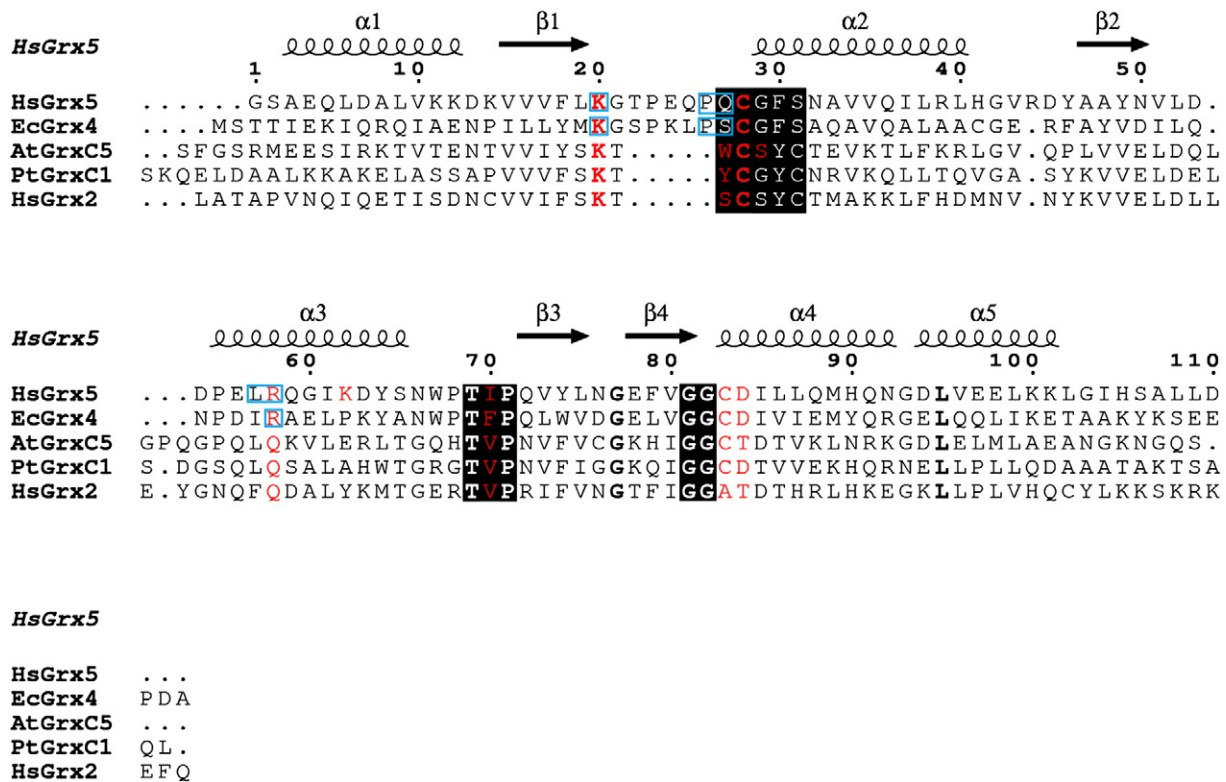 α1 β1 α2 β2
HsGrx5
1 10 20 30 40 50
HsGrx5 ......GSAEQLDALVKKDKVVVFLKGTPEQPQCGFSNAVVQILRLHGVRDYAAYNVLD.
EcGrx4 ....MSTTIEKIQRQIAENPILLYMKGSPKLPSCGFSAQAVQALAACGE.RFAYVDILQ.
AtGrxC5 ..SFGSRMEESIRKTVTENTVVIYSKT.....WCSYCTEVKTLFKRLGV.QPLVVELDQL
PtGrxC1 SKQELDAALKKAKELASSAPVVVFSKT.....YCGYCNRVKQLLTQVGA.SYKVVELDEL
HsGrx2 ...LATAPVNQIQETISDNCVVIFSKT.....SCSYCTMAKKLFHDMNV.NYKVVELDLL
α3 β3 β4 α4 α5
HsGrx5
60 70 80 90 100 110
HsGrx5 ...DPELRQGIKDYSNWPTIPQVYLNGEFVGGCDILLQMHQNGDLVEELKKLGIHSALLD
EcGrx4 ...NPDIRAELPKYANWPTFPQLWVDGELVGGCDIVIEMYQRGELQQLIKETAAKYKSEE
AtGrxC5 GPQGPQLQKVLERLTGQHTVPNVFVCGKHIGGCTDTVKLNRKGDLELMLAEANGKNGQS.
PtGrxC1 S.DGSQLQSALAHWTGRGTVPNVFIGGKQIGGCDTVVEKHQRNELLPLLQDAAATAKTSA
HsGrx2 E.YGNQFQDALYKMTGERTVPRIFVNGTFIGGATDTHRLHKEGKLLPLVHQCYLKKSKRK
HsGrx5
HsGrx5 ...
EcGrx4 PDA
AtGrxC5 ...
PtGrxC1 QL.
HsGrx2 EFQ